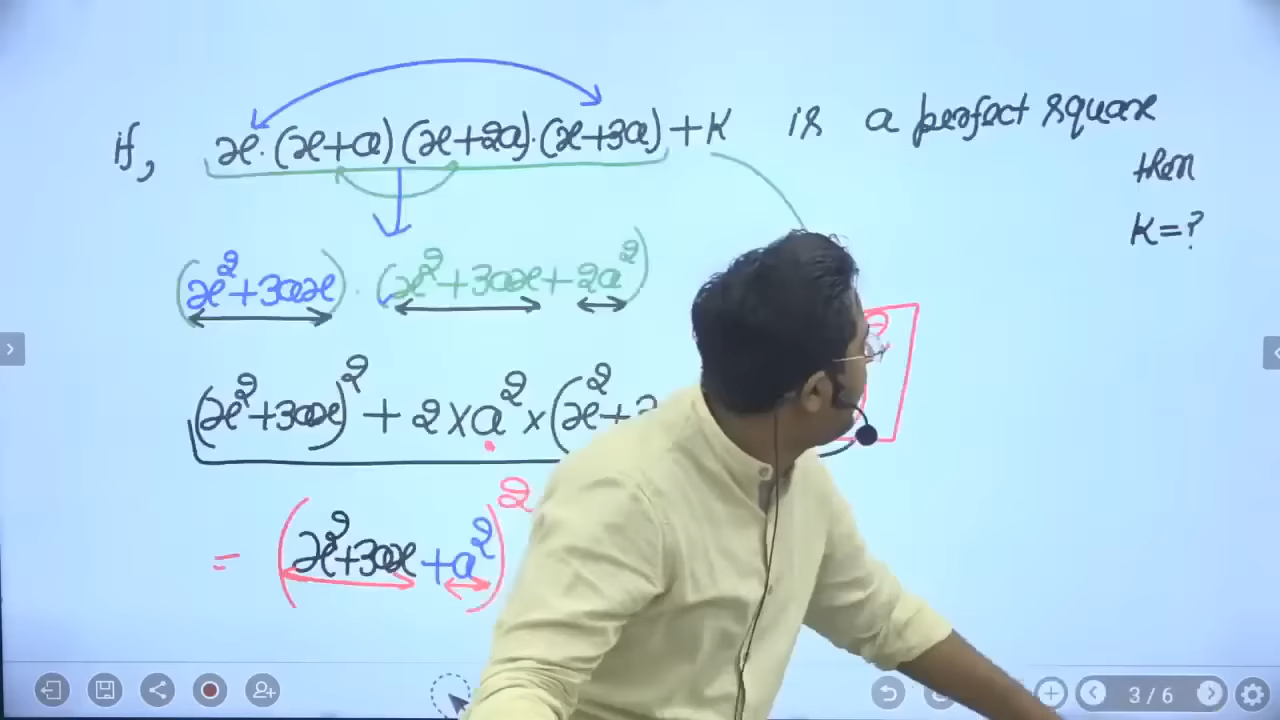 if, x·(x+a)(x+2a)·(x+3a)+K is a perfect square
then
K=?
(x²+3ax)·(x²+3ax+2a²)
(x²+3ax)²+2×a²×(x²+3
=(x²+3ax+a²)²
3/6